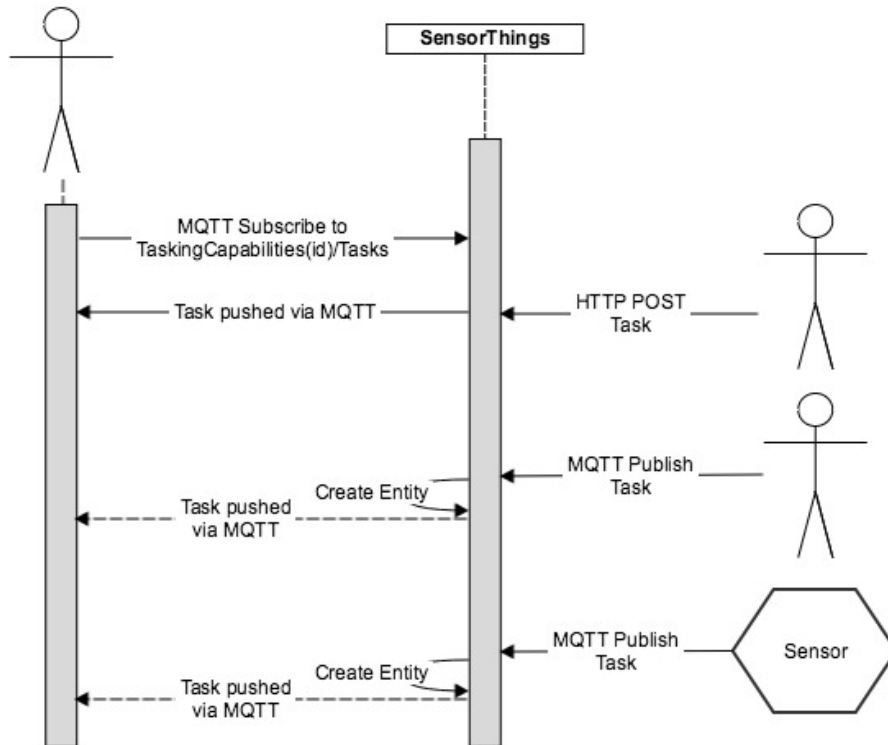 SensorThings
MQTT Subscribe to
TaskingCapabilities(id)/Tasks
Task pushed via MQTT
HTTP POST
Task
MQTT Publish
Task
Create Entity
Task pushed
via MQTT
MQTT Publish
Task
Sensor
Create Entity
Task pushed
via MQTT